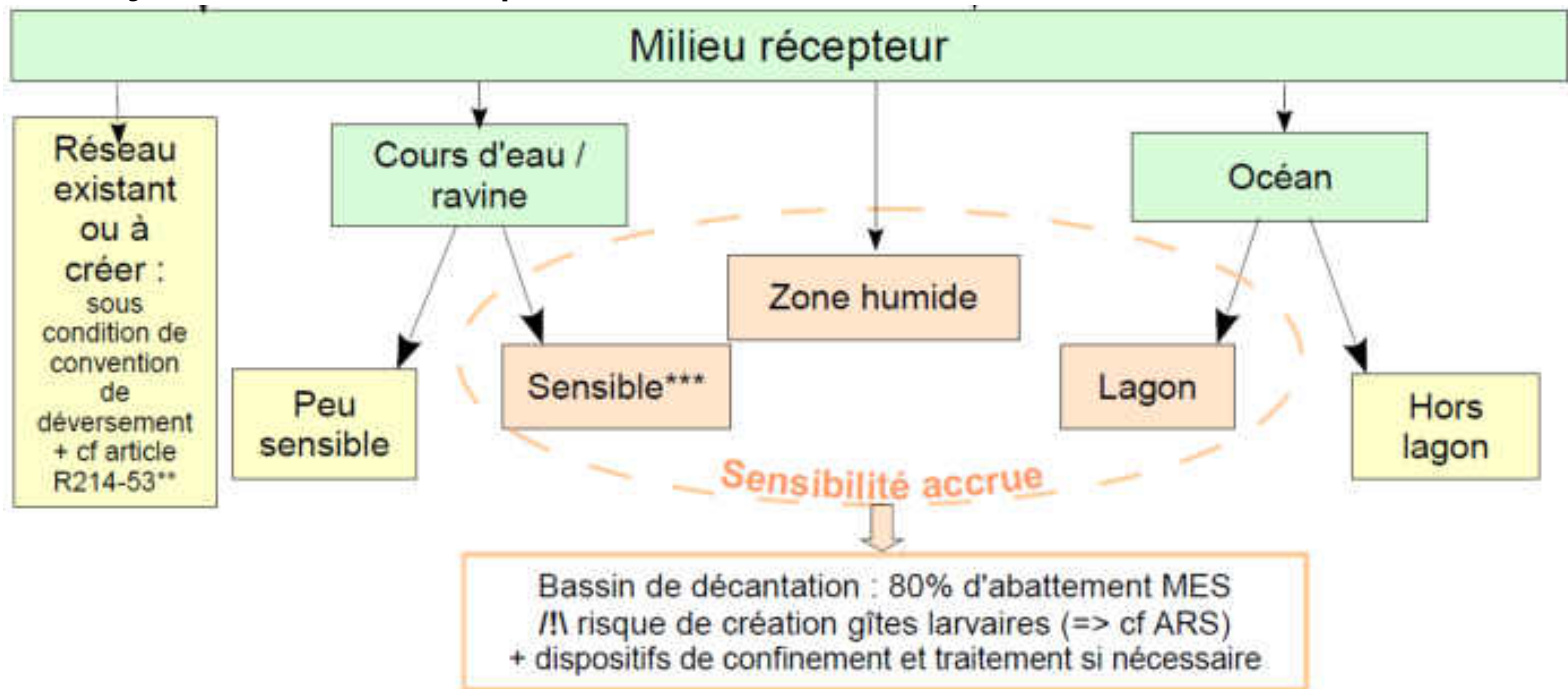 Milieu récepteur
Réseau
existant
ou à
créer :
sous
condition de
convention
de
déversement
+ cf article
R214-53**
Cours d'eau /
ravine
Océan
Zone humide
Peu
sensible
Sensible***
Lagon
Hors
lagon
Sensibilité accrue
Bassin de décantation : 80% d'abattement MES
/!\ risque de création gîtes larvaires (=> cf ARS)
+ dispositifs de confinement et traitement si nécessaire